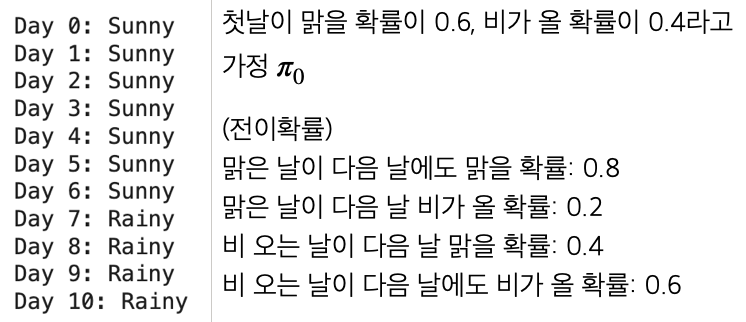 Day 0: Sunny
Day 1: Sunny
Day 2: Sunny
Day 3: Sunny
Day 4: Sunny
Day 5: Sunny
Day 6: Sunny
Day 7: Rainy
Day 8: Rainy
Day 9: Rainy
Day 10: Rainy
첫날이 맑을 확률이 0.6, 비가 올 확률이 0.4라고
가정 π₀
(전이확률)
맑은 날이 다음 날에도 맑을 확률: 0.8
맑은 날이 다음 날 비가 올 확률: 0.2
비 오는 날이 다음 날 맑을 확률: 0.4
비 오는 날이 다음 날에도 비가 올 확률: 0.6